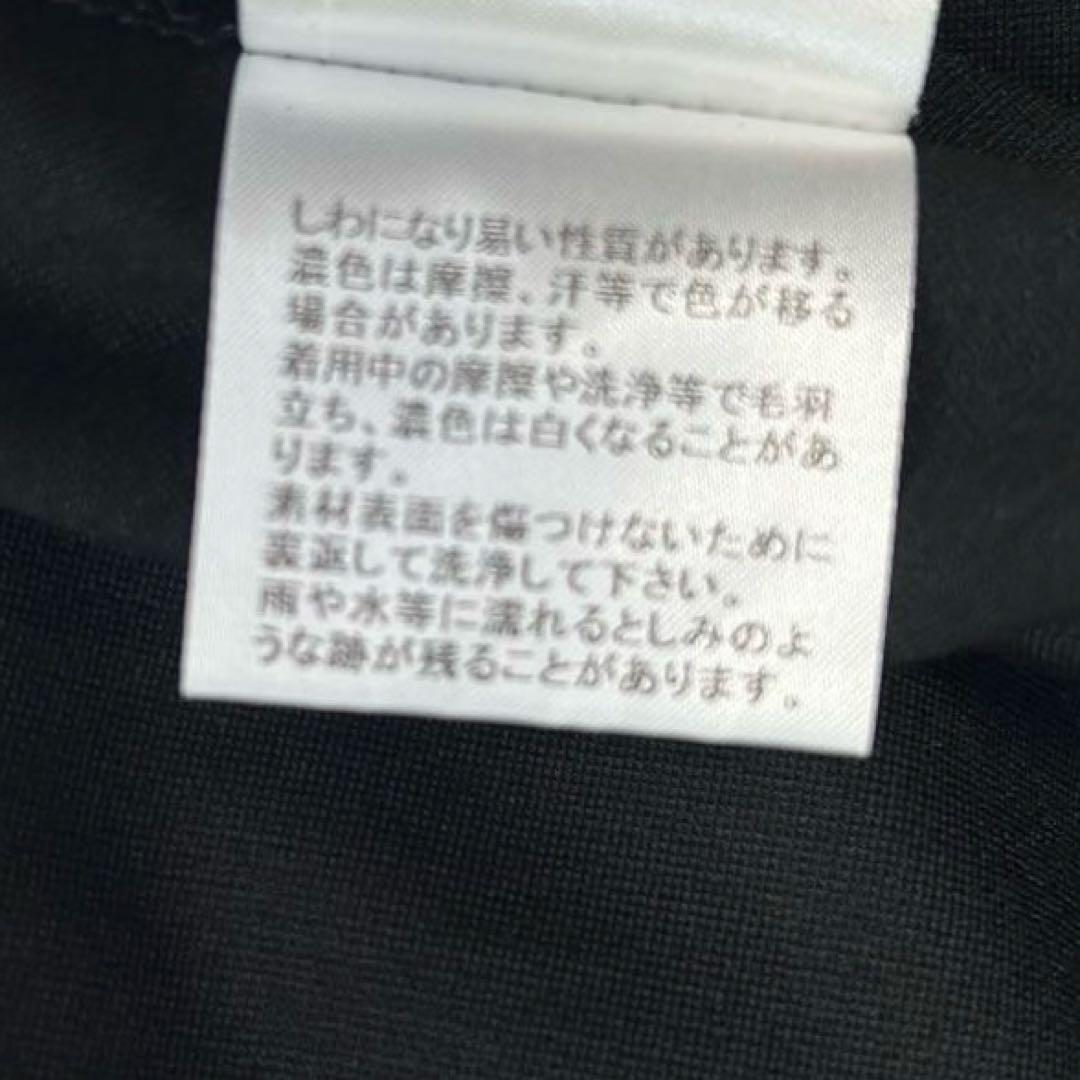 しわになり易い性質があります。
濃色は摩擦、汗等で色が移る
場合があります。
着用中の摩擦や洗浄等で毛羽
立ち、濃色は白くなることがあ
ります。
素材表面を傷つけないために
裏返して洗浄して下さい。
雨や水等に濡れるとしみのよ
うな跡が残ることがあります。